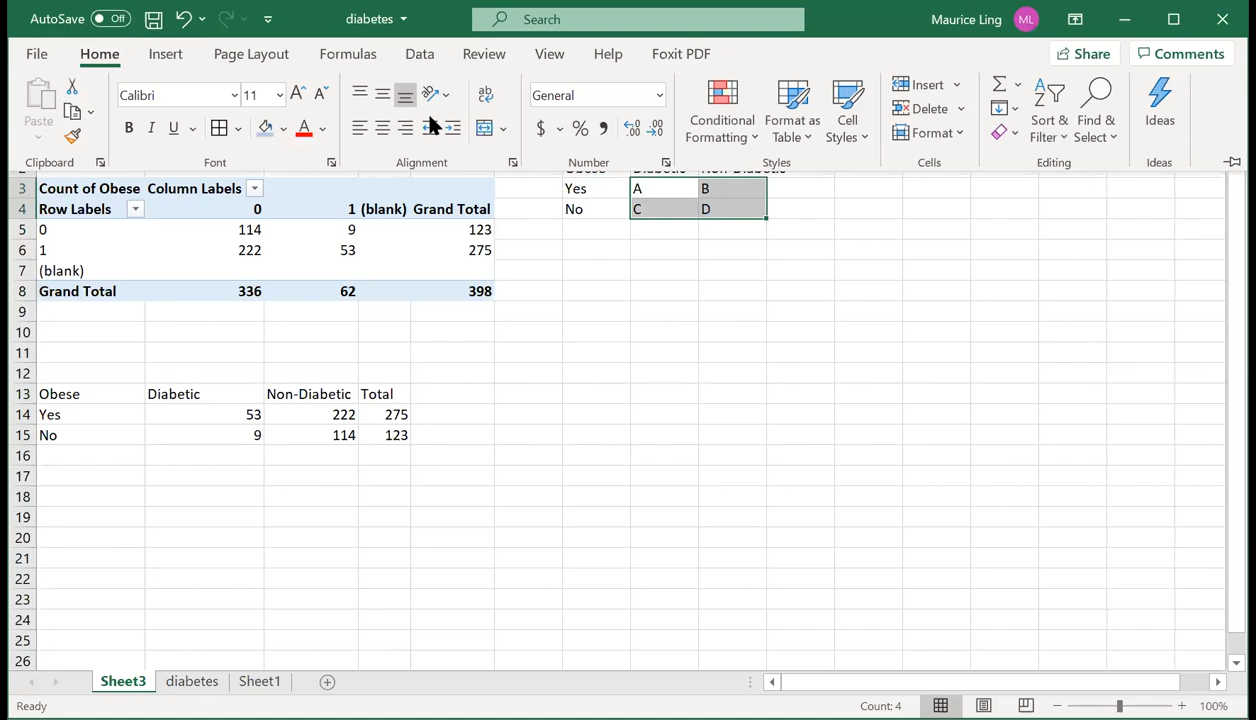 AutoSave Off diabetes Search Maurice Ling ML
File Home Insert Page Layout Formulas Data Review View Help Foxit PDF Share Comments
Paste Calibri 11 General Conditional Formatting Format as Table Cell Styles Insert Delete Format Sort & Filter Find & Select Ideas
B I U A ab c $ % 9 .00 .0
Clipboard Font Alignment Number Styles Cells Editing Ideas
3 Count of Obese Column Labels Yes A B
4 Row Labels 0 1 (blank) Grand Total No C D
5 0 114 9 123
6 1 222 53 275
7 (blank)
8 Grand Total 336 62 398
9
10
11
12
13 Obese Diabetic Non-Diabetic Total
14 Yes 53 222 275
15 No 9 114 123
16
17
18
19
20
21
22
23
24
25
26
Sheet3 diabetes Sheet1
Ready Count: 4 100%